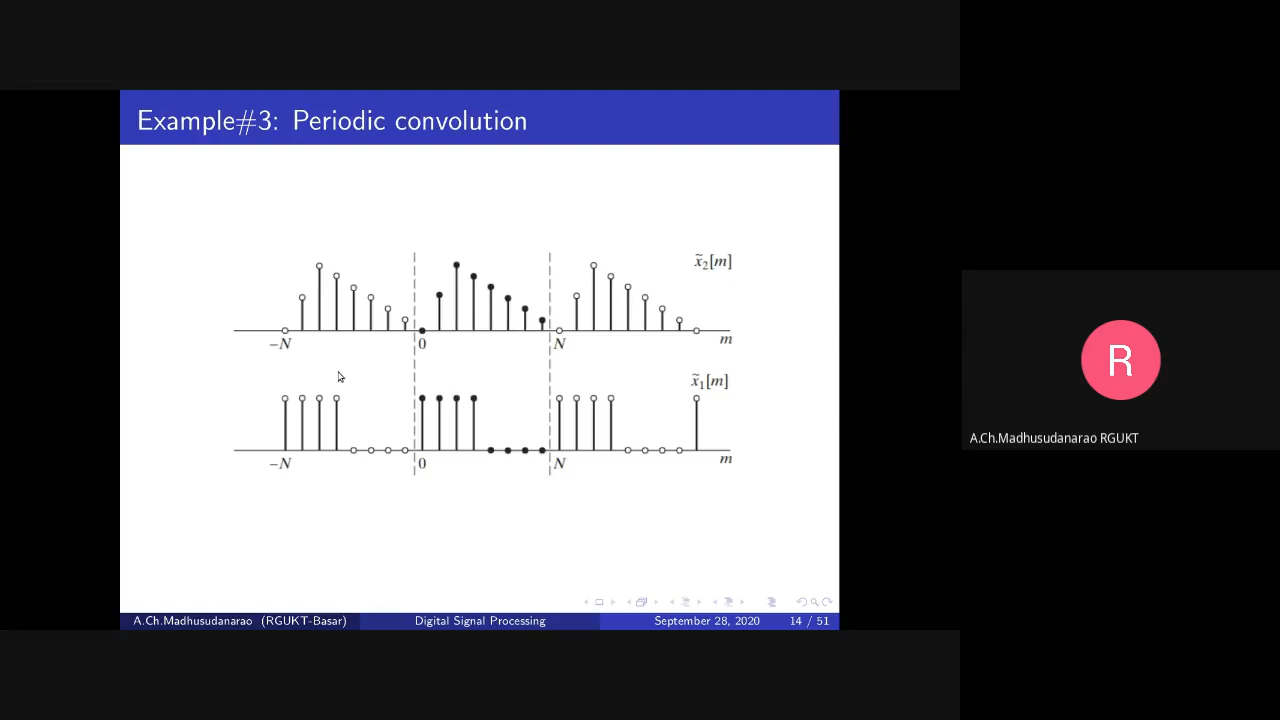 Example#3: Periodic convolution
x̃₂[m]
−N 0 N m
x̃₁[m]
−N 0 N m
R
A.Ch.Madhusudanarao RGUKT
A.Ch.Madhusudanarao (RGUKT-Basar) Digital Signal Processing September 28, 2020 14 / 51